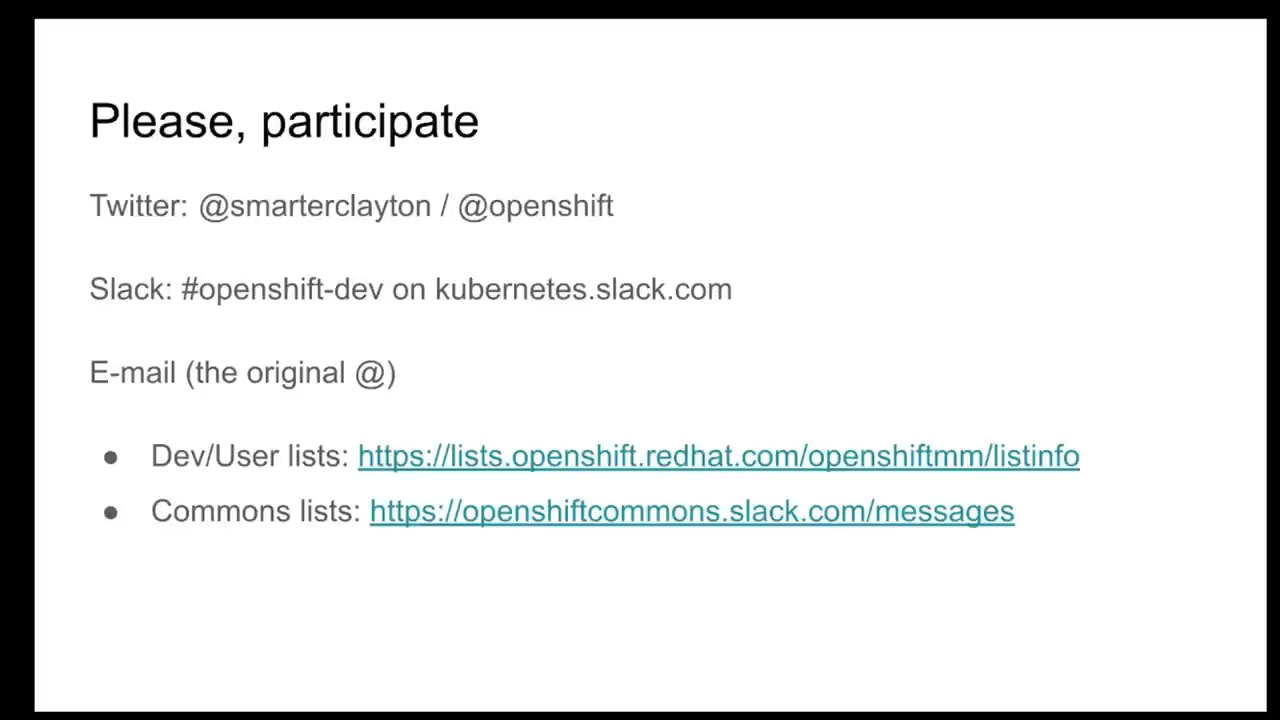 Please, participate
Twitter: @smarterclayton / @openshift
Slack: #openshift-dev on kubernetes.slack.com
E-mail (the original @)
● Dev/User lists: https://lists.openshift.redhat.com/openshiftmm/listinfo
● Commons lists: https://openshiftcommons.slack.com/messages